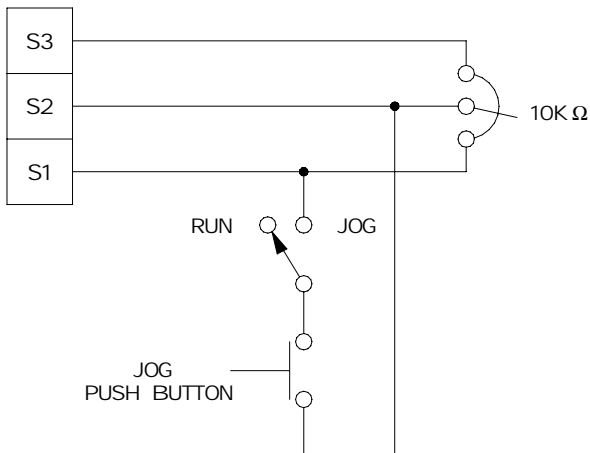 S3
S2
10K Ω
S1
RUN JOG
JOG
PUSH BUTTON